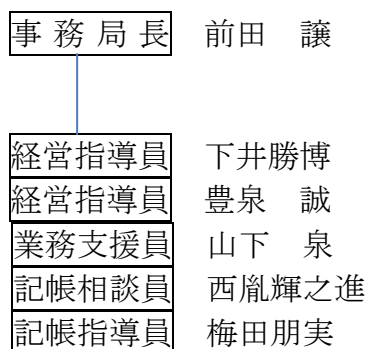 事務局長 前田 譲
経営指導員 下井勝博
経営指導員 豊泉 誠
業務支援員 山下 泉
記帳相談員 西胤輝之進
記帳指導員 梅田朋実